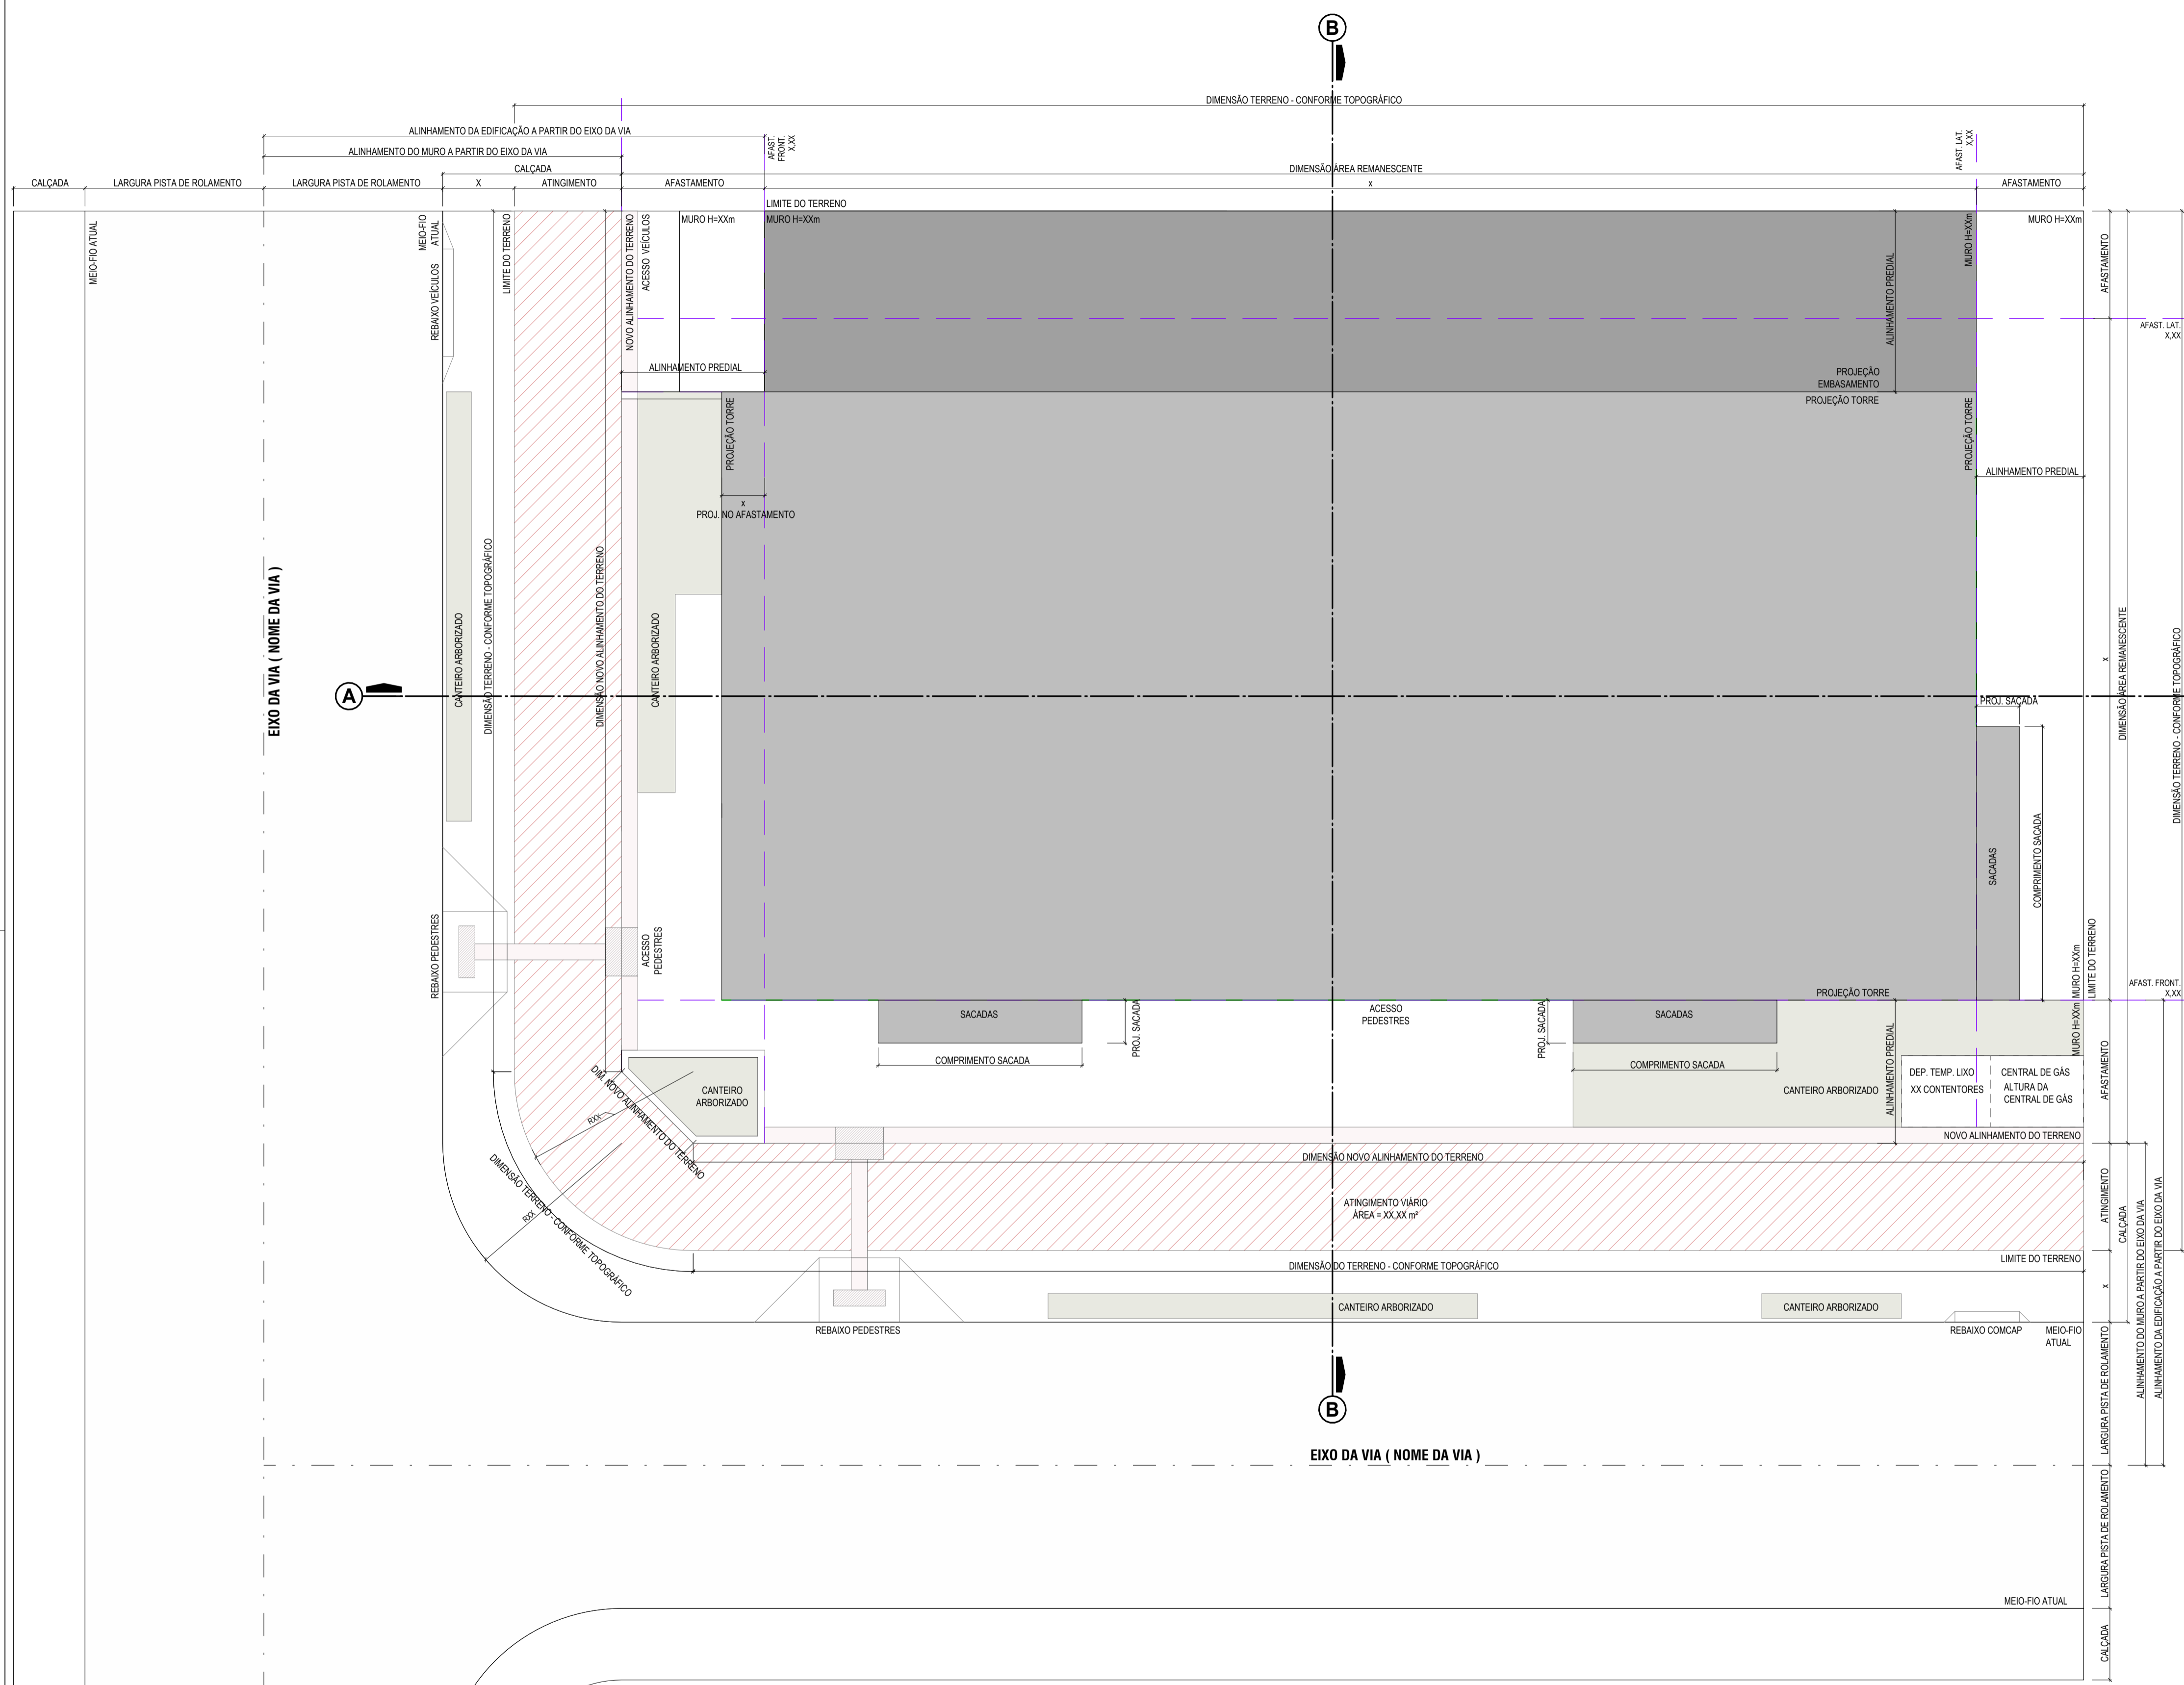 B
DIMENSÃO TERRENO - CONFORME TOPOGRÁFICO
ALINHAMENTO DA EDIFICAÇÃO A PARTIR DO EIXO DA VIA
AFAST.
FRONT.
X,XX
AFAST. LAT.
X,XX
ALINHAMENTO DO MURO A PARTIR DO EIXO DA VIA
CALÇADA
DIMENSÃO ÁREA REMANESCENTE
CALÇADA
LARGURA PISTA DE ROLAMENTO
LARGURA PISTA DE ROLAMENTO
X
ATINGIMENTO
AFASTAMENTO
x
AFASTAMENTO
LIMITE DO TERRENO
MEIO-FIO ATUAL
MEIO-FIO
ATUAL
REBAIXO VEÍCULOS
LIMITE DO TERRENO
NOVO ALINHAMENTO DO TERRENO
ACESSO VEÍCULOS
MURO H=XXm
MURO H=XXm
MURO H=XXm
MURO H=XXm
AFASTAMENTO
ALINHAMENTO PREDIAL
AFAST. LAT.
X,XX
ALINHAMENTO PREDIAL
PROJEÇÃO
EMBASAMENTO
PROJEÇÃO TORRE
PROJEÇÃO TORRE
PROJEÇÃO TORRE
ALINHAMENTO PREDIAL
x
PROJ. NO AFASTAMENTO
EIXO DA VIA ( NOME DA VIA )
CANTEIRO ARBORIZADO
DIMENSÃO TERRENO - CONFORME TOPOGRÁFICO
DIMENSÃO NOVO ALINHAMENTO DO TERRENO
CANTEIRO ARBORIZADO
x
DIMENSÃO ÁREA REMANESCENTE
DIMENSÃO TERRENO - CONFORME TOPOGRÁFICO
A
PROJ. SACADA
SACADAS
COMPRIMENTO SACADA
REBAIXO PEDESTRES
ACESSO
PEDESTRES
MURO H=XXm
LIMITE DO TERRENO
AFAST. FRONT.
X,XX
PROJEÇÃO TORRE
SACADAS
PROJ. SACADA
ACESSO
PEDESTRES
PROJ. SACADA
SACADAS
MURO H=XXm
COMPRIMENTO SACADA
COMPRIMENTO SACADA
ALINHAMENTO PREDIAL
AFASTAMENTO
DEP. TEMP. LIXO
XX CONTENTORES
CENTRAL DE GÁS
ALTURA DA
CENTRAL DE GÁS
CANTEIRO
ARBORIZADO
CANTEIRO ARBORIZADO
DIM. NOVO ALINHAMENTO DO TERRENO
RXX
NOVO ALINHAMENTO DO TERRENO
DIMENSÃO NOVO ALINHAMENTO DO TERRENO
DIMENSÃO TERRENO - CONFORME TOPOGRÁFICO
RXX
ATINGIMENTO VIÁRIO
ÁREA = XX,XX m²
ATINGIMENTO
CALÇADA
ALINHAMENTO DO MURO A PARTIR DO EIXO DA VIA
ALINHAMENTO DA EDIFICAÇÃO A PARTIR DO EIXO DA VIA
LIMITE DO TERRENO
DIMENSÃO DO TERRENO - CONFORME TOPOGRÁFICO
x
CANTEIRO ARBORIZADO
CANTEIRO ARBORIZADO
REBAIXO PEDESTRES
REBAIXO COMCAP
MEIO-FIO
ATUAL
LARGURA PISTA DE ROLAMENTO
B
EIXO DA VIA ( NOME DA VIA )
LARGURA PISTA DE ROLAMENTO
MEIO-FIO ATUAL
CALÇADA